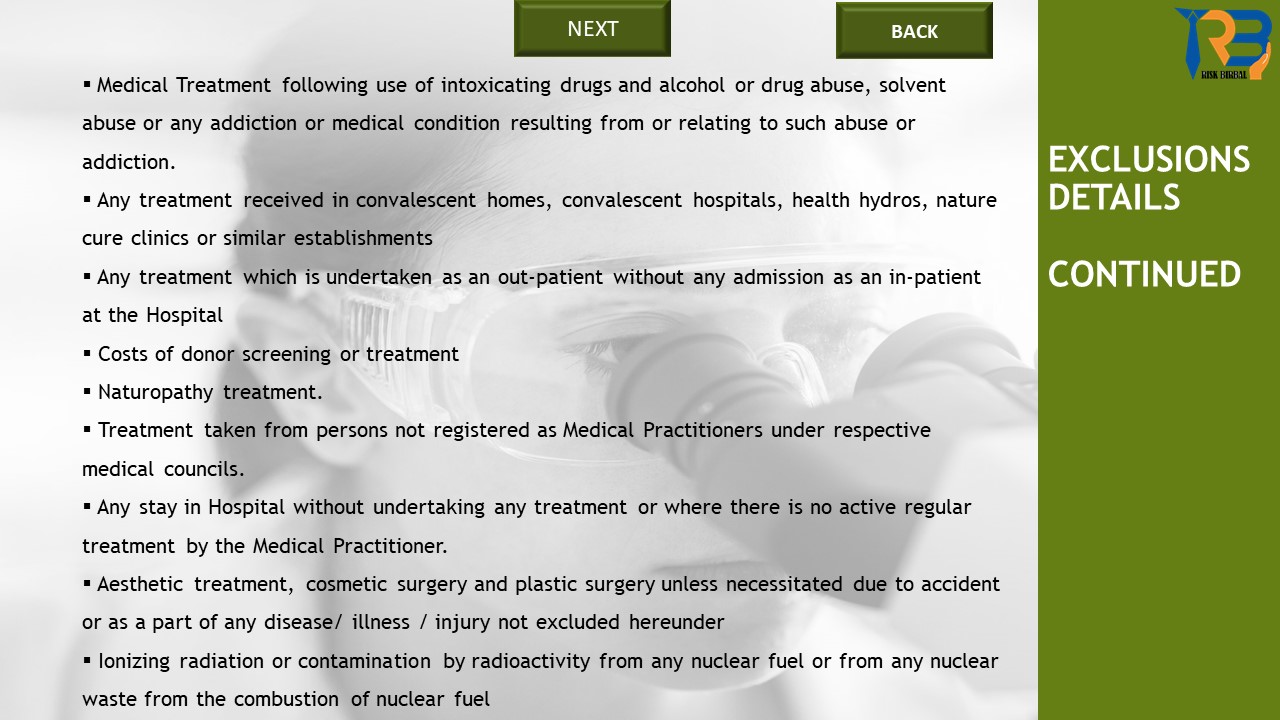 NEXT
BACK
▪ Medical Treatment following use of intoxicating drugs and alcohol or drug abuse, solvent
abuse or any addiction or medical condition resulting from or relating to such abuse or
addiction.
▪ Any treatment received in convalescent homes, convalescent hospitals, health hydros, nature
cure clinics or similar establishments
▪ Any treatment which is undertaken as an out-patient without any admission as an in-patient
at the Hospital
▪ Costs of donor screening or treatment
▪ Naturopathy treatment.
▪ Treatment taken from persons not registered as Medical Practitioners under respective
medical councils.
▪ Any stay in Hospital without undertaking any treatment or where there is no active regular
treatment by the Medical Practitioner.
▪ Aesthetic treatment, cosmetic surgery and plastic surgery unless necessitated due to accident
or as a part of any disease/ illness / injury not excluded hereunder
▪ Ionizing radiation or contamination by radioactivity from any nuclear fuel or from any nuclear
waste from the combustion of nuclear fuel
RB
RISK BIRBAL
EXCLUSIONS
DETAILS
CONTINUED